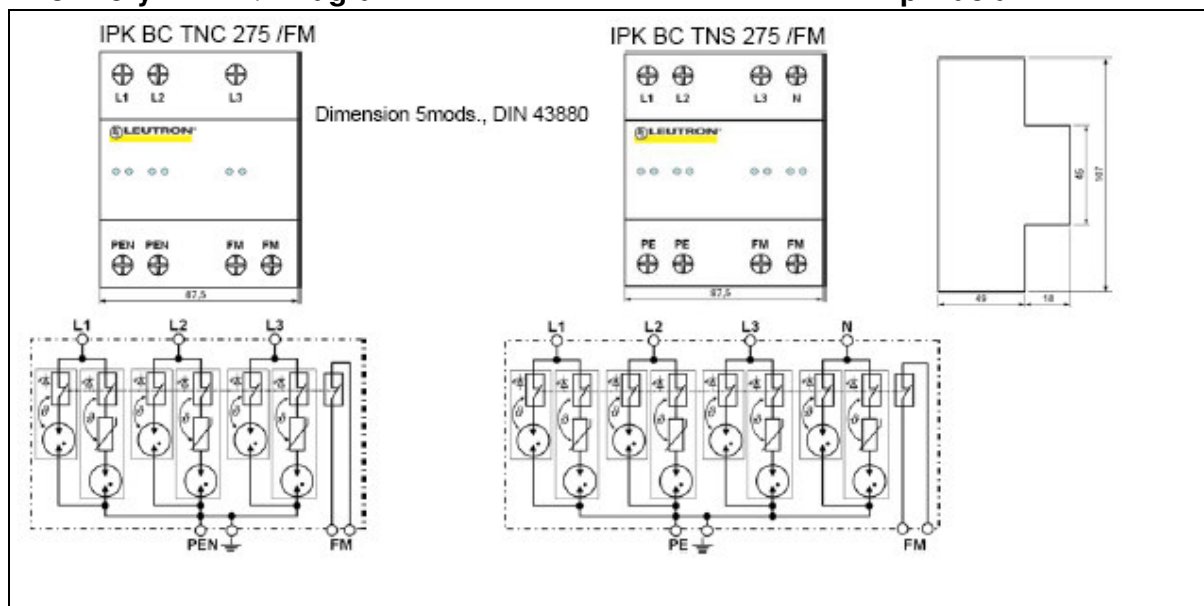 IPK BC TNC 275 /FM
L1 L2 L3
LEUTRON
PEN PEN FM FM
87,5
Dimension 5mods., DIN 43880
IPK BC TNS 275 /FM
L1 L2 L3 N
LEUTRON
PE PE FM FM
87,5
45
107
49 18
L1 L2 L3
ϑ ϑ ϑ ϑ ϑ ϑ
PEN FM
L1 L2 L3 N
ϑ ϑ ϑ ϑ ϑ ϑ ϑ ϑ
PE FM